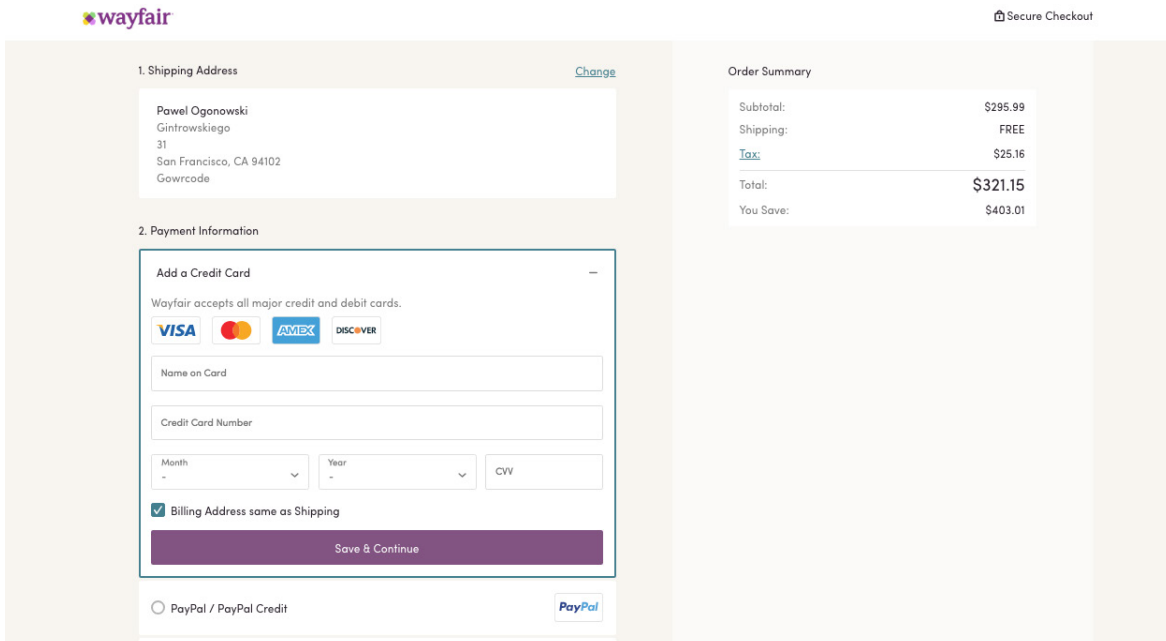 wayfair
Secure Checkout
1. Shipping Address
Change
Pawel Ogonowski
Gintrowskiego
31
San Francisco, CA 94102
Gowrcode
2. Payment Information
Add a Credit Card
Wayfair accepts all major credit and debit cards.
VISA
AMEX
DISCOVER
Name on Card
Credit Card Number
Month
-
Year
-
CVV
Billing Address same as Shipping
Save & Continue
PayPal / PayPal Credit
PayPal
Order Summary
Subtotal: $295.99
Shipping: FREE
Tax: $25.16
Total: $321.15
You Save: $403.01